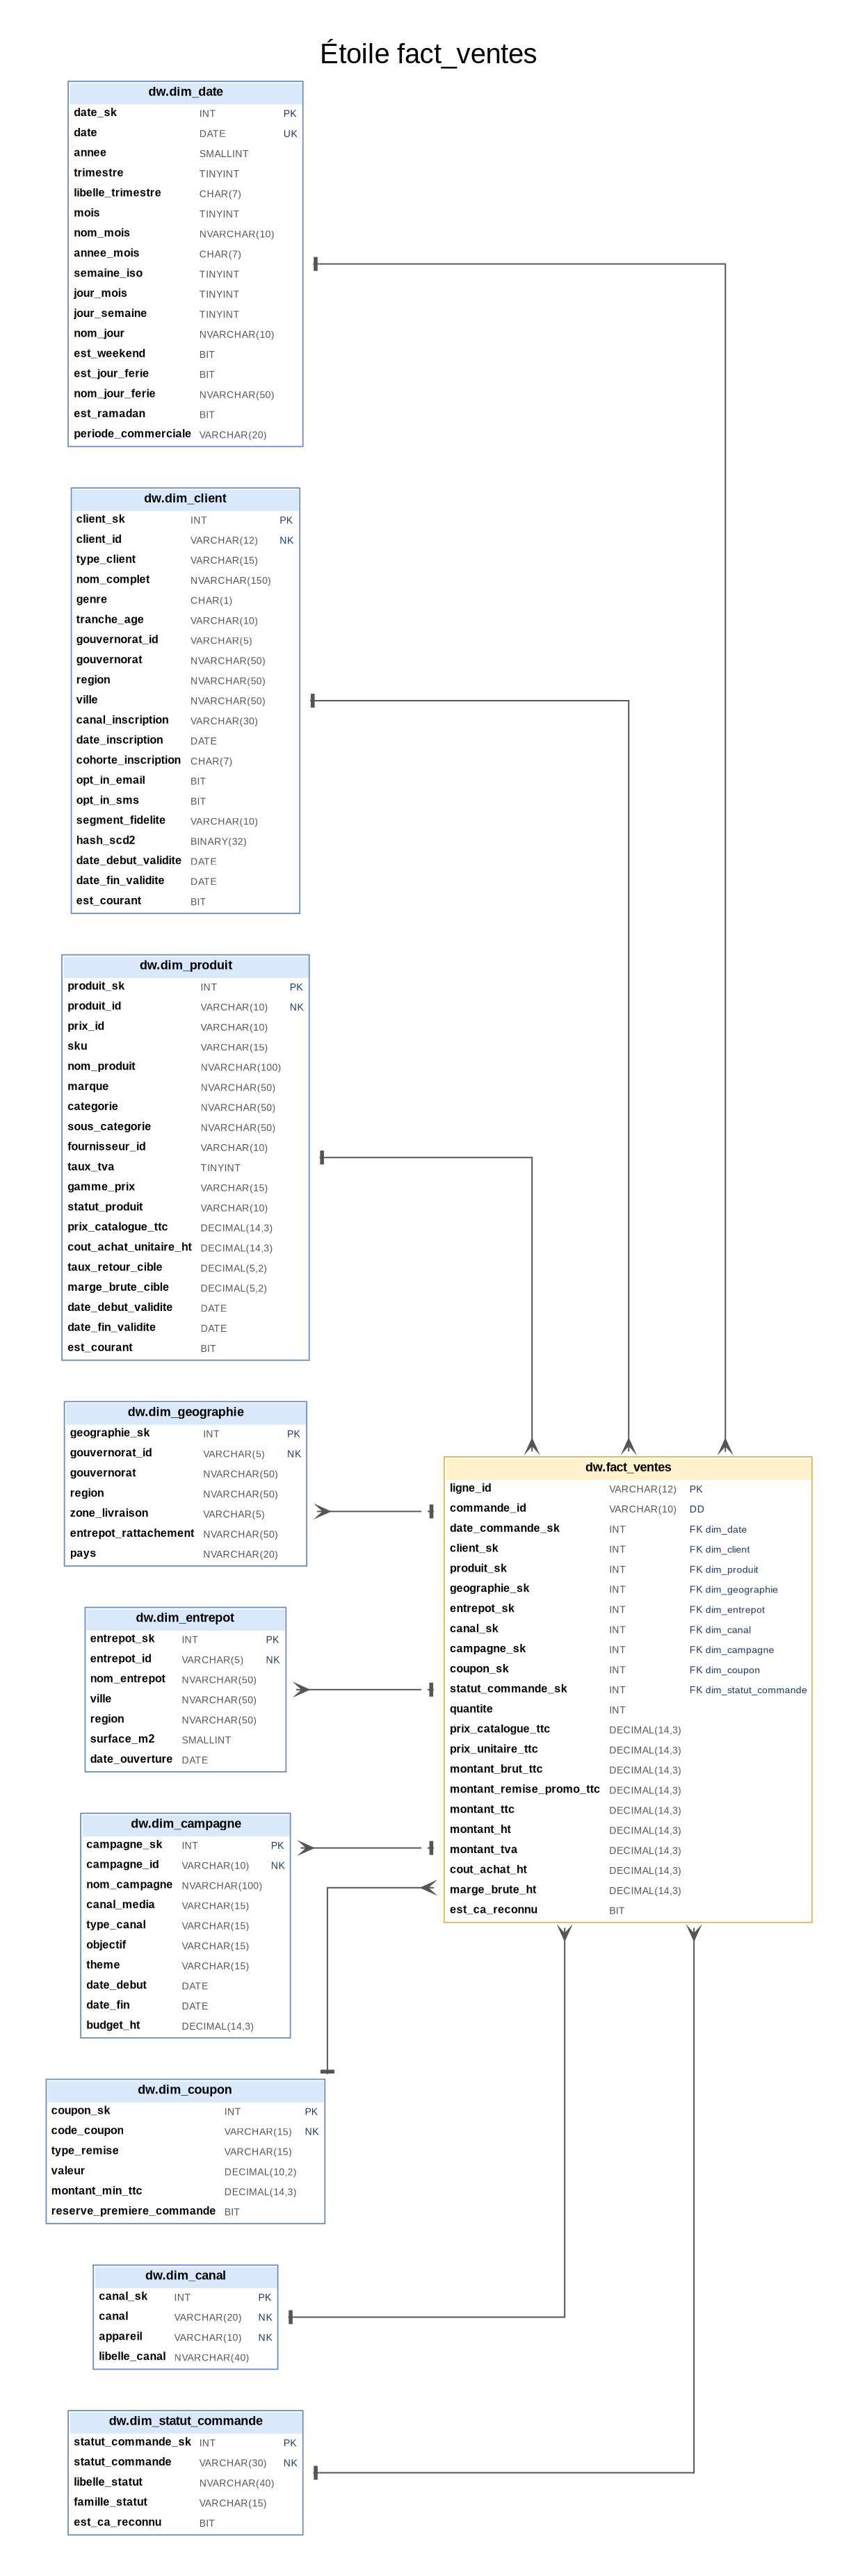 Étoile fact_ventes
dw.dim_date
date_sk INT PK
date DATE UK
annee SMALLINT
trimestre TINYINT
libelle_trimestre CHAR(7)
mois TINYINT
nom_mois NVARCHAR(10)
annee_mois CHAR(7)
semaine_iso TINYINT
jour_mois TINYINT
jour_semaine TINYINT
nom_jour NVARCHAR(10)
est_weekend BIT
est_jour_ferie BIT
nom_jour_ferie NVARCHAR(50)
est_ramadan BIT
periode_commerciale VARCHAR(20)
dw.dim_client
client_sk INT PK
client_id VARCHAR(12) NK
type_client VARCHAR(15)
nom_complet NVARCHAR(150)
genre CHAR(1)
tranche_age VARCHAR(10)
gouvernorat_id VARCHAR(5)
gouvernorat NVARCHAR(50)
region NVARCHAR(50)
ville NVARCHAR(50)
canal_inscription VARCHAR(30)
date_inscription DATE
cohorte_inscription CHAR(7)
opt_in_email BIT
opt_in_sms BIT
segment_fidelite VARCHAR(10)
hash_scd2 BINARY(32)
date_debut_validite DATE
date_fin_validite DATE
est_courant BIT
dw.dim_produit
produit_sk INT PK
produit_id VARCHAR(10) NK
prix_id VARCHAR(10)
sku VARCHAR(15)
nom_produit NVARCHAR(100)
marque NVARCHAR(50)
categorie NVARCHAR(50)
sous_categorie NVARCHAR(50)
fournisseur_id VARCHAR(10)
taux_tva TINYINT
gamme_prix VARCHAR(15)
statut_produit VARCHAR(10)
prix_catalogue_ttc DECIMAL(14,3)
cout_achat_unitaire_ht DECIMAL(14,3)
taux_retour_cible DECIMAL(5,2)
marge_brute_cible DECIMAL(5,2)
date_debut_validite DATE
date_fin_validite DATE
est_courant BIT
dw.dim_geographie
geographie_sk INT PK
gouvernorat_id VARCHAR(5) NK
gouvernorat NVARCHAR(50)
region NVARCHAR(50)
zone_livraison VARCHAR(5)
entrepot_rattachement NVARCHAR(50)
pays NVARCHAR(20)
dw.fact_ventes
ligne_id VARCHAR(12) PK
commande_id VARCHAR(10) DD
date_commande_sk INT FK dim_date
client_sk INT FK dim_client
produit_sk INT FK dim_produit
geographie_sk INT FK dim_geographie
entrepot_sk INT FK dim_entrepot
canal_sk INT FK dim_canal
campagne_sk INT FK dim_campagne
coupon_sk INT FK dim_coupon
statut_commande_sk INT FK dim_statut_commande
quantite INT
prix_catalogue_ttc DECIMAL(14,3)
prix_unitaire_ttc DECIMAL(14,3)
montant_brut_ttc DECIMAL(14,3)
montant_remise_promo_ttc DECIMAL(14,3)
montant_ttc DECIMAL(14,3)
montant_ht DECIMAL(14,3)
montant_tva DECIMAL(14,3)
cout_achat_ht DECIMAL(14,3)
marge_brute_ht DECIMAL(14,3)
est_ca_reconnu BIT
dw.dim_entrepot
entrepot_sk INT PK
entrepot_id VARCHAR(5) NK
nom_entrepot NVARCHAR(50)
ville NVARCHAR(50)
region NVARCHAR(50)
surface_m2 SMALLINT
date_ouverture DATE
dw.dim_campagne
campagne_sk INT PK
campagne_id VARCHAR(10) NK
nom_campagne NVARCHAR(100)
canal_media VARCHAR(15)
type_canal VARCHAR(15)
objectif VARCHAR(15)
theme VARCHAR(15)
date_debut DATE
date_fin DATE
budget_ht DECIMAL(14,3)
dw.dim_coupon
coupon_sk INT PK
code_coupon VARCHAR(15) NK
type_remise VARCHAR(15)
valeur DECIMAL(10,2)
montant_min_ttc DECIMAL(14,3)
reserve_premiere_commande BIT
dw.dim_canal
canal_sk INT PK
canal VARCHAR(20) NK
appareil VARCHAR(10) NK
libelle_canal NVARCHAR(40)
dw.dim_statut_commande
statut_commande_sk INT PK
statut_commande VARCHAR(30) NK
libelle_statut NVARCHAR(40)
famille_statut VARCHAR(15)
est_ca_reconnu BIT